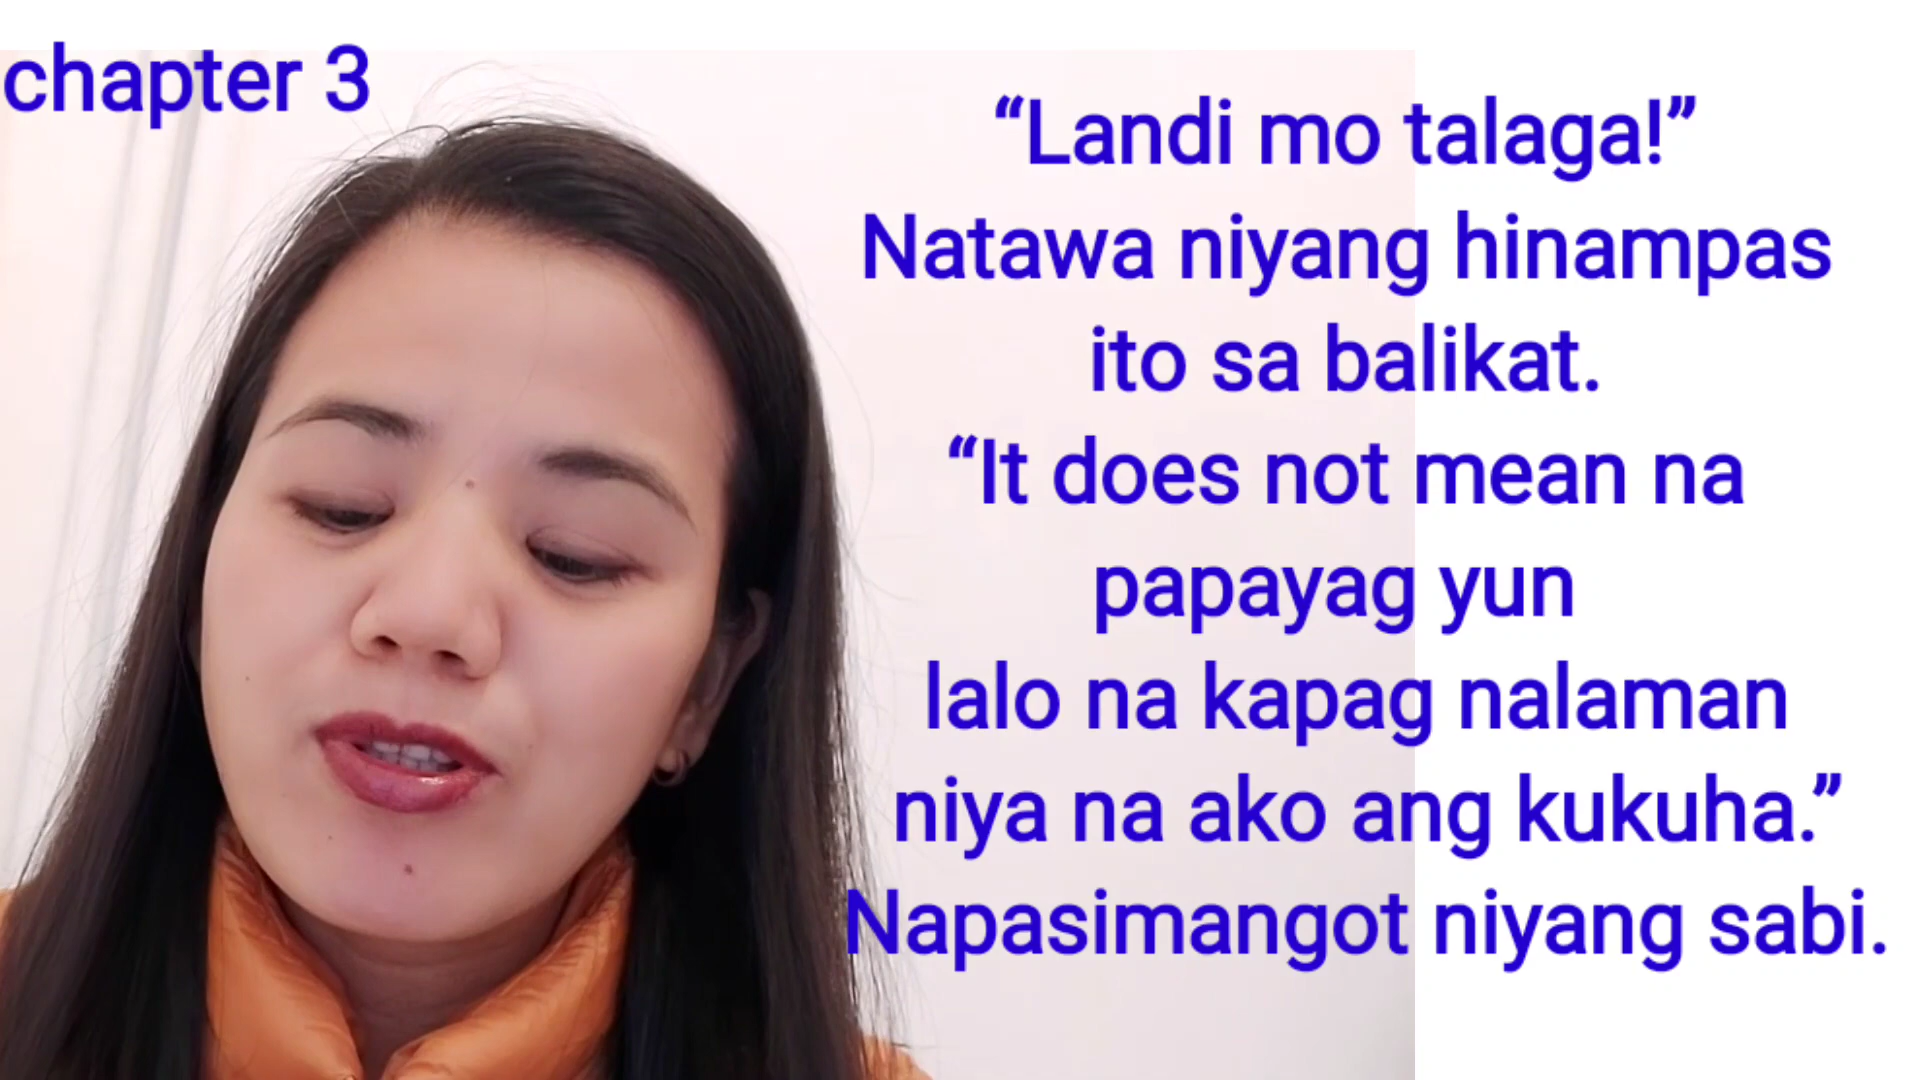 chapter 3
“Landi mo talaga!”
Natawa niyang hinampas
ito sa balikat.
“It does not mean na
papayag yun
lalo na kapag nalaman
niya na ako ang kukuha.”
Napasimangot niyang sabi.